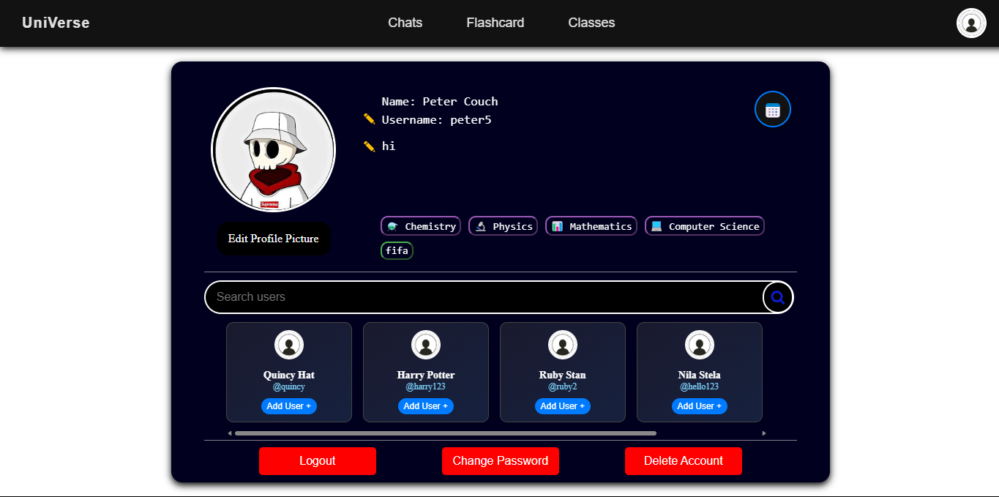 UniVerse
Chats
Flashcard
Classes
Name: Peter Couch
Username: peter5
hi
Supreme
Edit Profile Picture
Chemistry
Physics
Mathematics
Computer Science
fifa
Search users
Quincy Hat
@quincy
Add User +
Harry Potter
@harry123
Add User +
Ruby Stan
@ruby2
Add User +
Nila Stela
@hello123
Add User +
Logout
Change Password
Delete Account